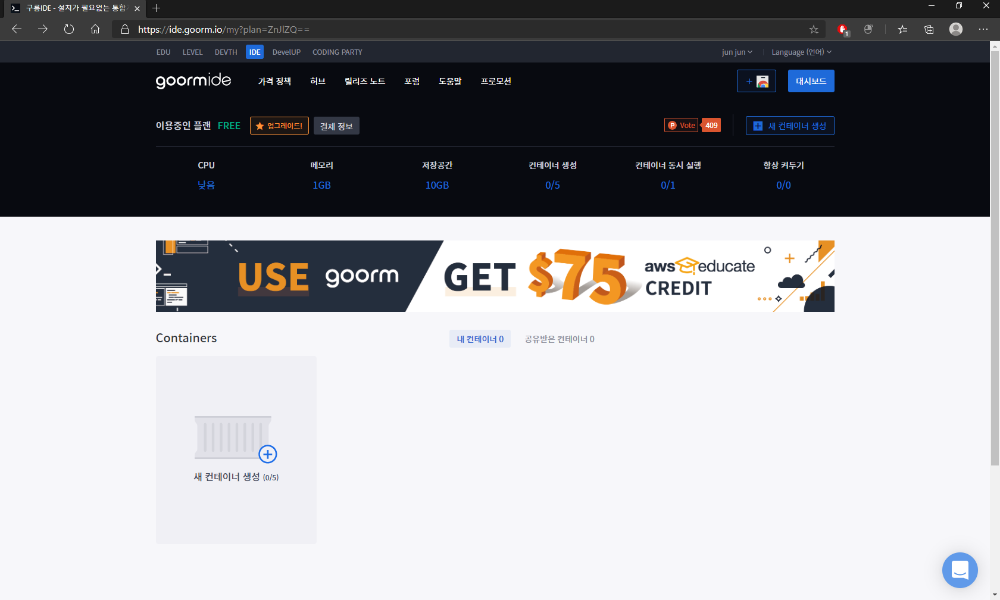 구름IDE - 설치가 필요없는 통합
https://ide.goorm.io/my?plan=ZnJlZQ==
1
EDU LEVEL DEVTH IDE DevelUP CODING PARTY jun jun Language (언어)
goormide 가격 정책 허브 릴리즈 노트 포럼 도움말 프로모션 + 대시보드
이용중인 플랜 FREE 업그레이드! 결제 정보 P Vote 409 새 컨테이너 생성
CPU 메모리 저장공간 컨테이너 생성 컨테이너 동시 실행 항상 켜두기
낮음 1GB 10GB 0/5 0/1 0/0
USE goorm GET $75 aws educate
CREDIT
Containers 내 컨테이너 0 공유받은 컨테이너 0
새 컨테이너 생성 (0/5)